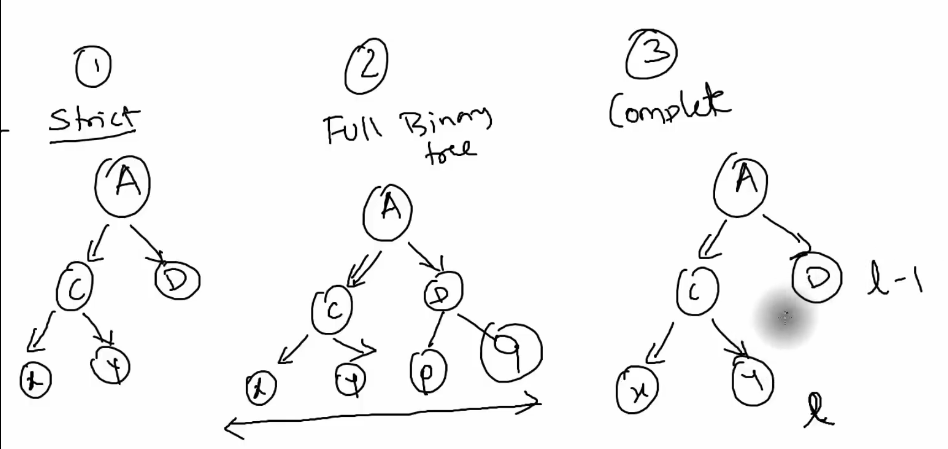 1
Strict
A
C D
x y
2
Full Binary
tree
A
C D
x y p q
3
Complete
A
C D l-1
x y l